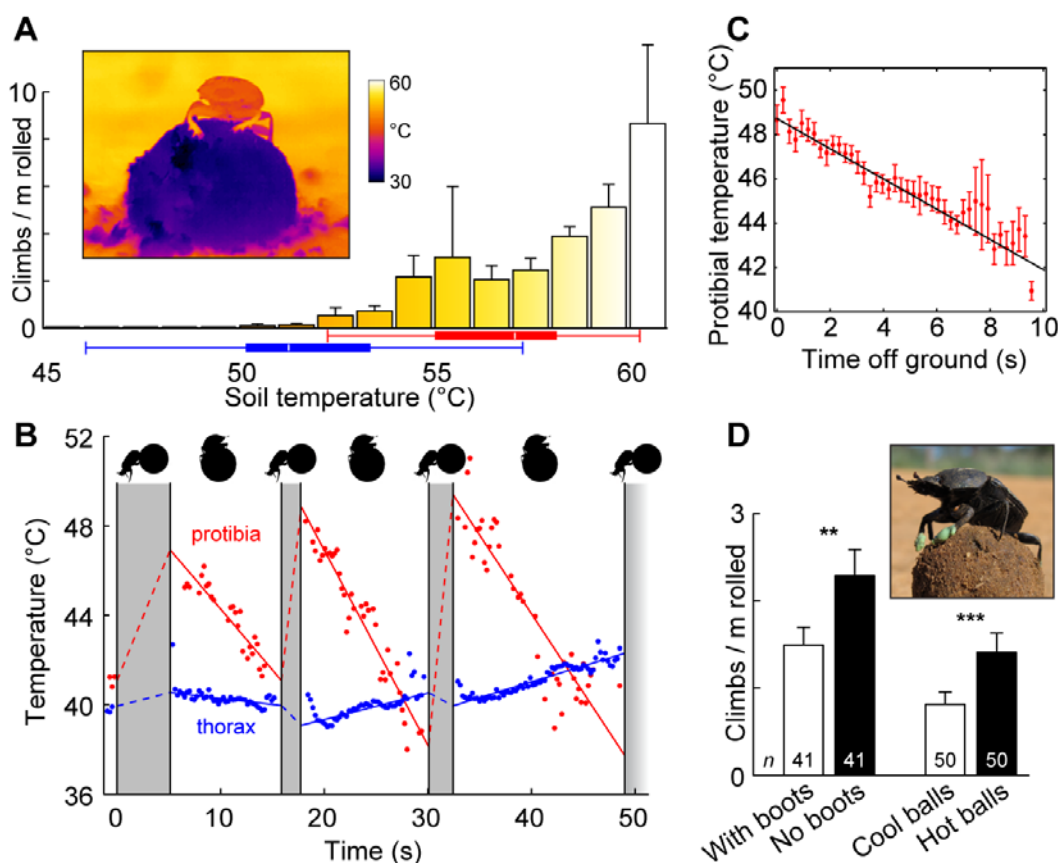 A
10
0
Climbs / m rolled
60
°C
30
45
50
55
60
Soil temperature (°C)
B
52
48
44
40
36
Temperature (°C)
protibia
thorax
0
10
20
30
40
50
Time (s)
C
50
48
46
44
42
40
Protibial temperature (°C)
0
2
4
6
8
10
Time off ground (s)
D
3
0
Climbs / m rolled
**
***
n
41
41
50
50
With boots
No boots
Cool balls
Hot balls